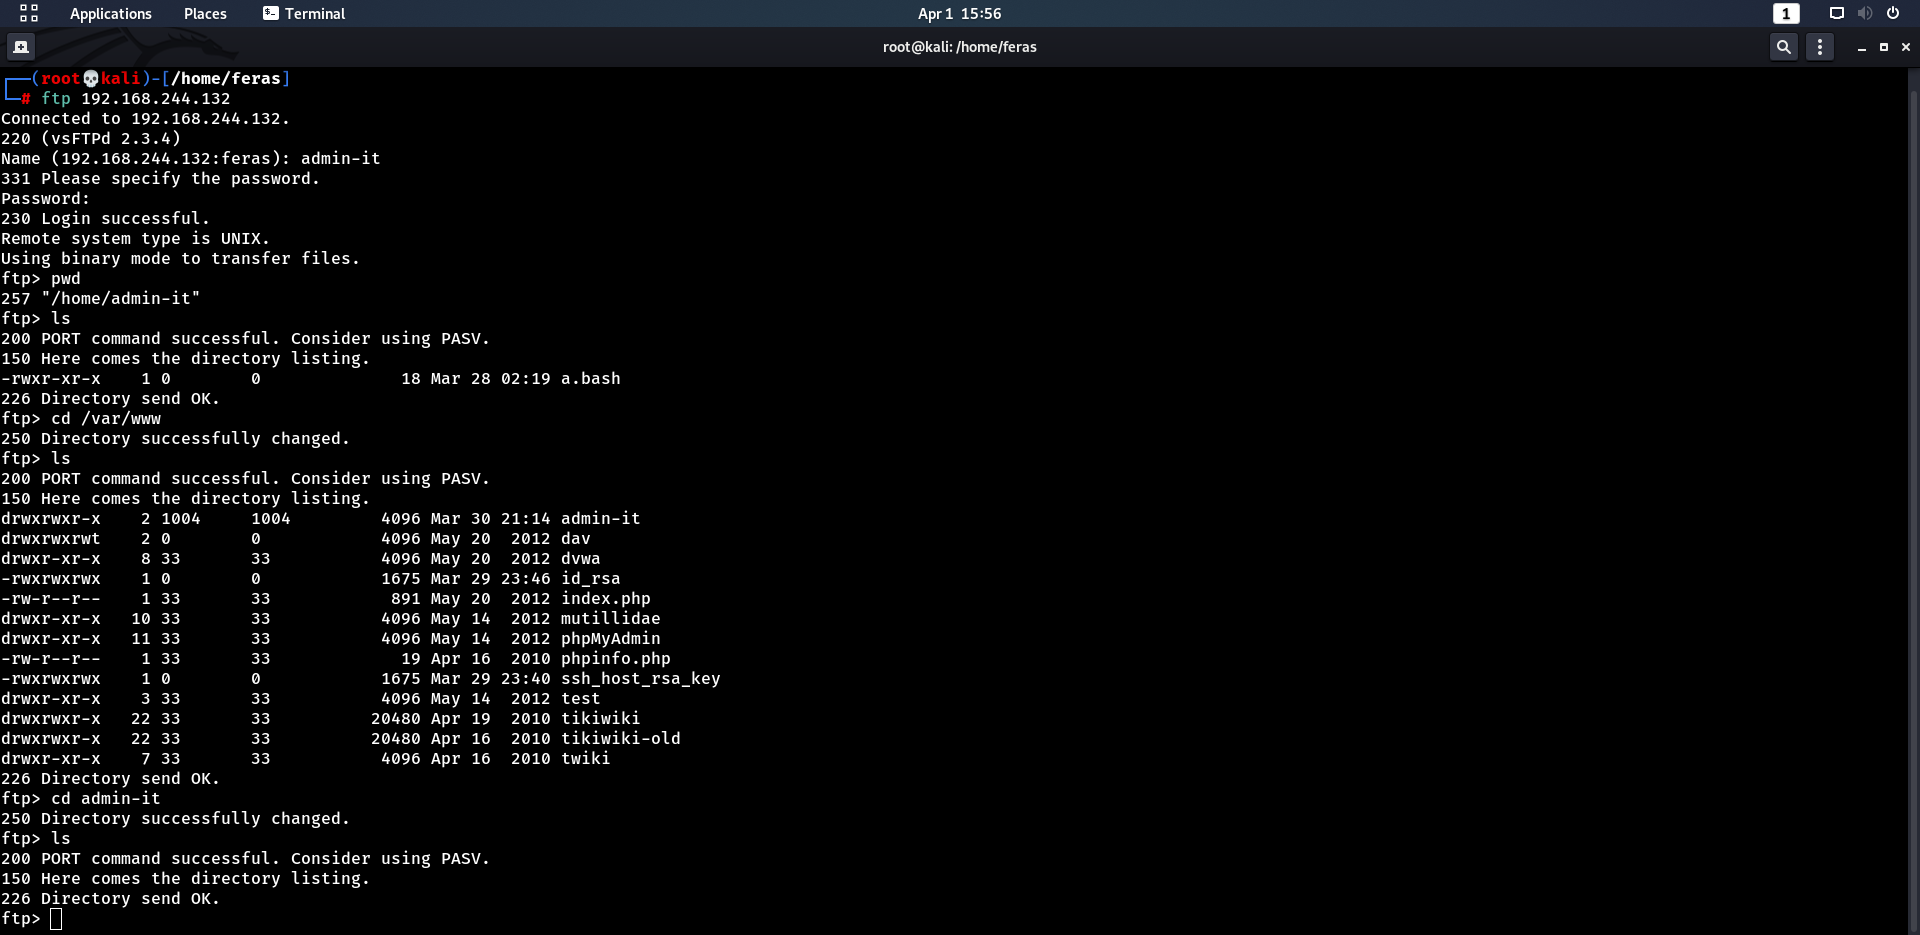 Applications Places Terminal Apr 1 15:56 1
root@kali: /home/feras
┌──(root💀kali)-[/home/feras]
└─# ftp 192.168.244.132
Connected to 192.168.244.132.
220 (vsFTPd 2.3.4)
Name (192.168.244.132:feras): admin-it
331 Please specify the password.
Password:
230 Login successful.
Remote system type is UNIX.
Using binary mode to transfer files.
ftp> pwd
257 "/home/admin-it"
ftp> ls
200 PORT command successful. Consider using PASV.
150 Here comes the directory listing.
-rwxr-xr-x    1 0        0              18 Mar 28 02:19 a.bash
226 Directory send OK.
ftp> cd /var/www
250 Directory successfully changed.
ftp> ls
200 PORT command successful. Consider using PASV.
150 Here comes the directory listing.
drwxrwxr-x    2 1004     1004         4096 Mar 30 21:14 admin-it
drwxrwxrwt    2 0        0            4096 May 20  2012 dav
drwxr-xr-x    8 33       33           4096 May 20  2012 dvwa
-rwxrwxrwx    1 0        0            1675 Mar 29 23:46 id_rsa
-rw-r--r--    1 33       33            891 May 20  2012 index.php
drwxr-xr-x   10 33       33           4096 May 14  2012 mutillidae
drwxr-xr-x   11 33       33           4096 May 14  2012 phpMyAdmin
-rw-r--r--    1 33       33             19 Apr 16  2010 phpinfo.php
-rwxrwxrwx    1 0        0            1675 Mar 29 23:40 ssh_host_rsa_key
drwxr-xr-x    3 33       33           4096 May 14  2012 test
drwxrwxr-x   22 33       33          20480 Apr 19  2010 tikiwiki
drwxrwxr-x   22 33       33          20480 Apr 16  2010 tikiwiki-old
drwxr-xr-x    7 33       33           4096 Apr 16  2010 twiki
226 Directory send OK.
ftp> cd admin-it
250 Directory successfully changed.
ftp> ls
200 PORT command successful. Consider using PASV.
150 Here comes the directory listing.
226 Directory send OK.
ftp>